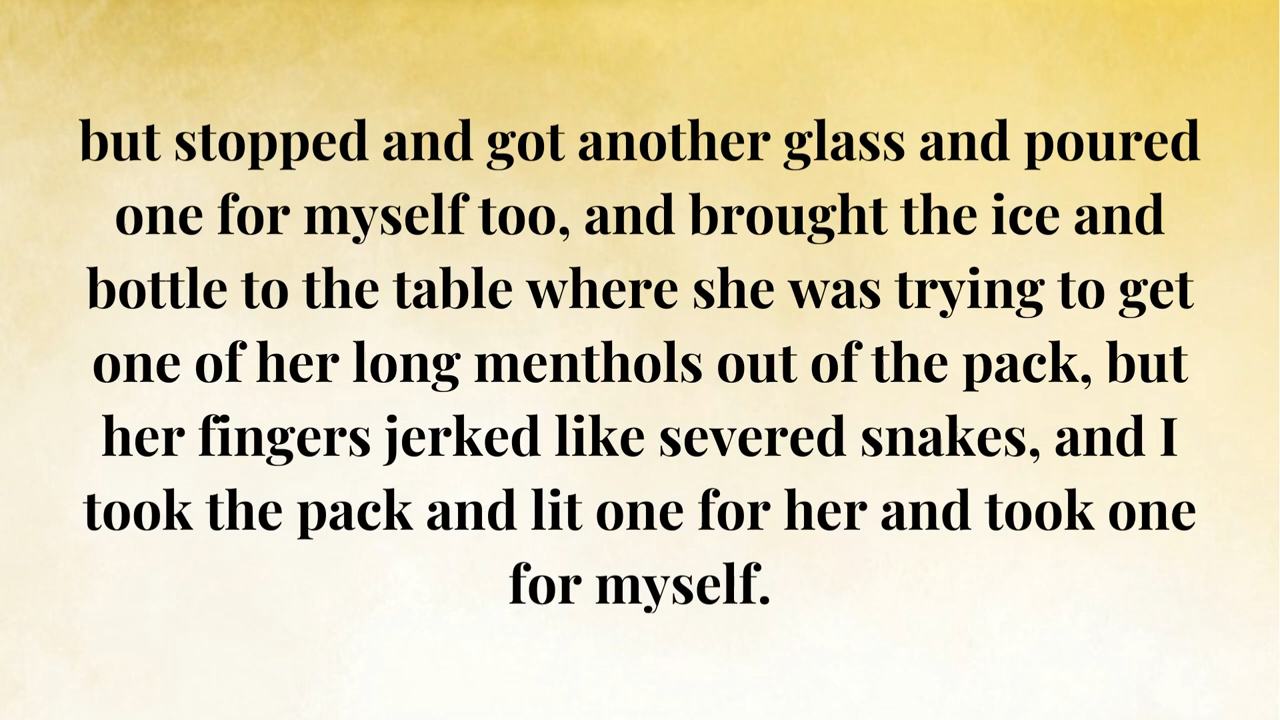 but stopped and got another glass and poured
one for myself too, and brought the ice and
bottle to the table where she was trying to get
one of her long menthols out of the pack, but
her fingers jerked like severed snakes, and I
took the pack and lit one for her and took one
for myself.